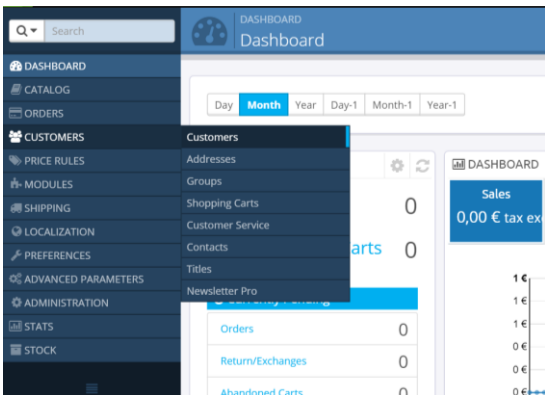 Search
DASHBOARD
Dashboard
DASHBOARD
CATALOG
ORDERS
CUSTOMERS
PRICE RULES
MODULES
SHIPPING
LOCALIZATION
PREFERENCES
ADVANCED PARAMETERS
ADMINISTRATION
STATS
STOCK
Customers
Addresses
Groups
Shopping Carts
Customer Service
Contacts
Titles
Newsletter Pro
Day Month Year Day-1 Month-1 Year-1
0
arts 0
Currently Pending
Orders 0
Return/Exchanges 0
Abandoned Carts 0
DASHBOARD
Sales
0,00 € tax ex
1 €
1 €
1 €
0 €
0 €
0 €